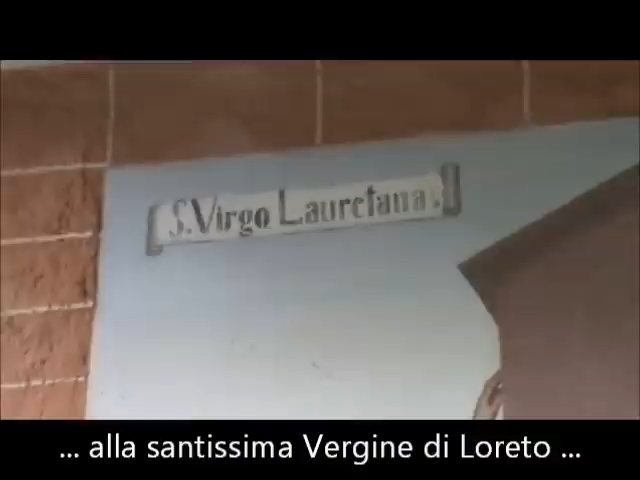 S. Virgo Lauretana.
... alla santissima Vergine di Loreto ...